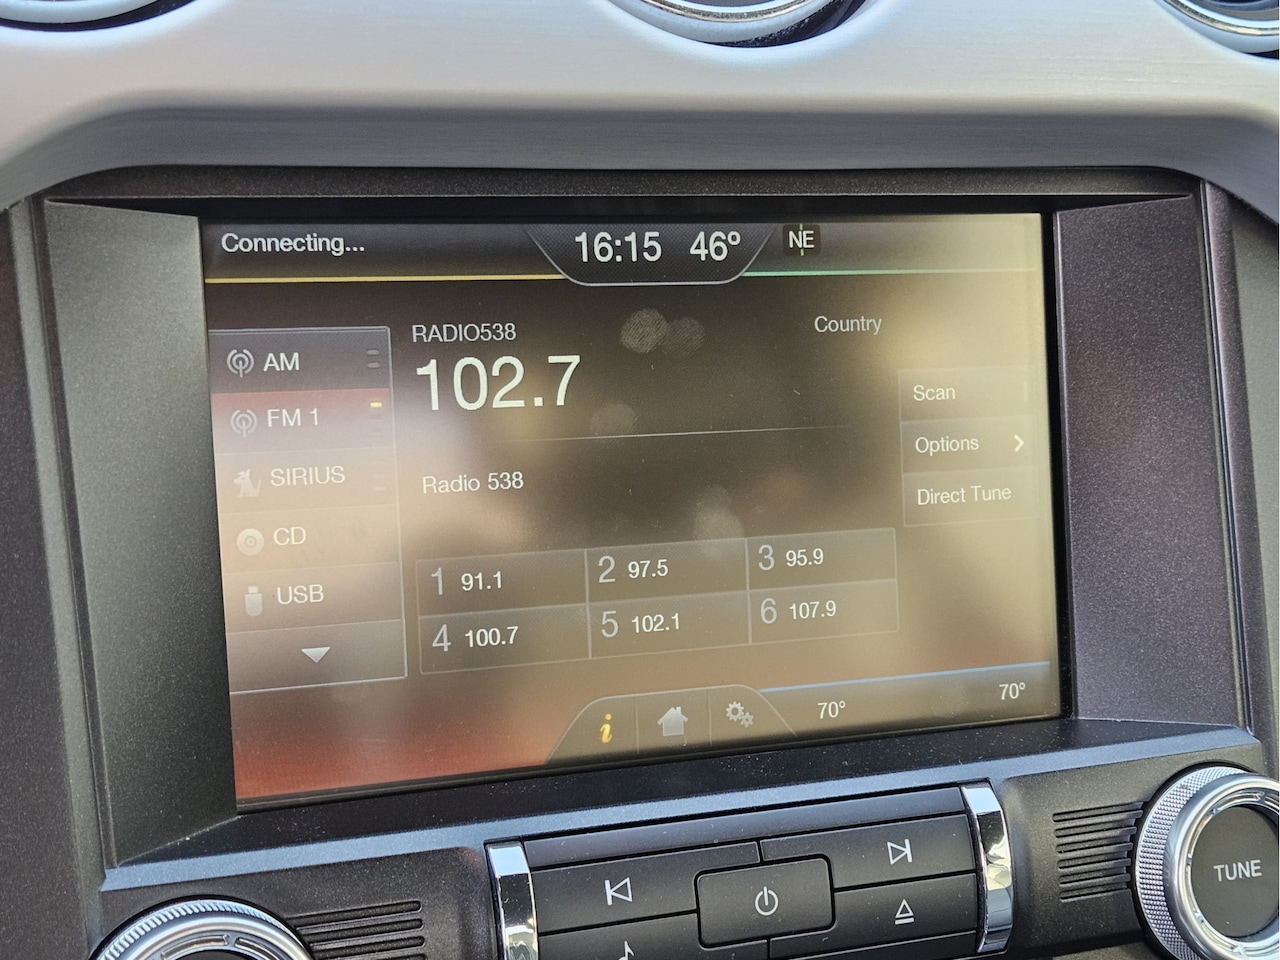 Connecting... 16:15 46° NE
RADIO538 Country
102.7
AM
FM 1
SIRIUS
CD
USB
Scan
Options
Direct Tune
Radio 538
1 91.1 2 97.5 3 95.9
4 100.7 5 102.1 6 107.9
i 70° 70°
TUNE